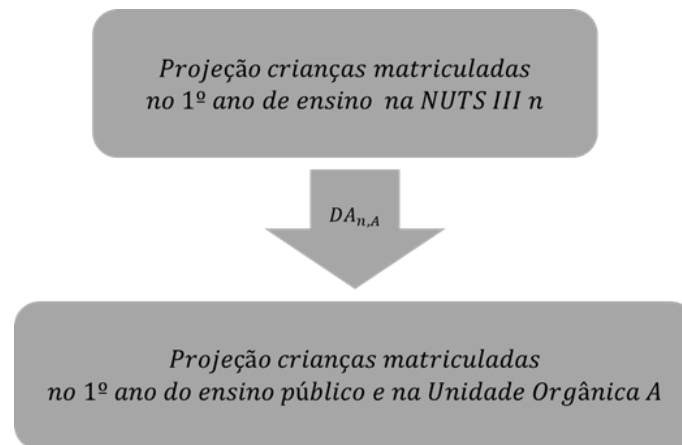 Projeção crianças matriculadas
no 1º ano de ensino na NUTS III n
DAₙ,A
Projeção crianças matriculadas
no 1º ano do ensino público e na Unidade Orgânica A